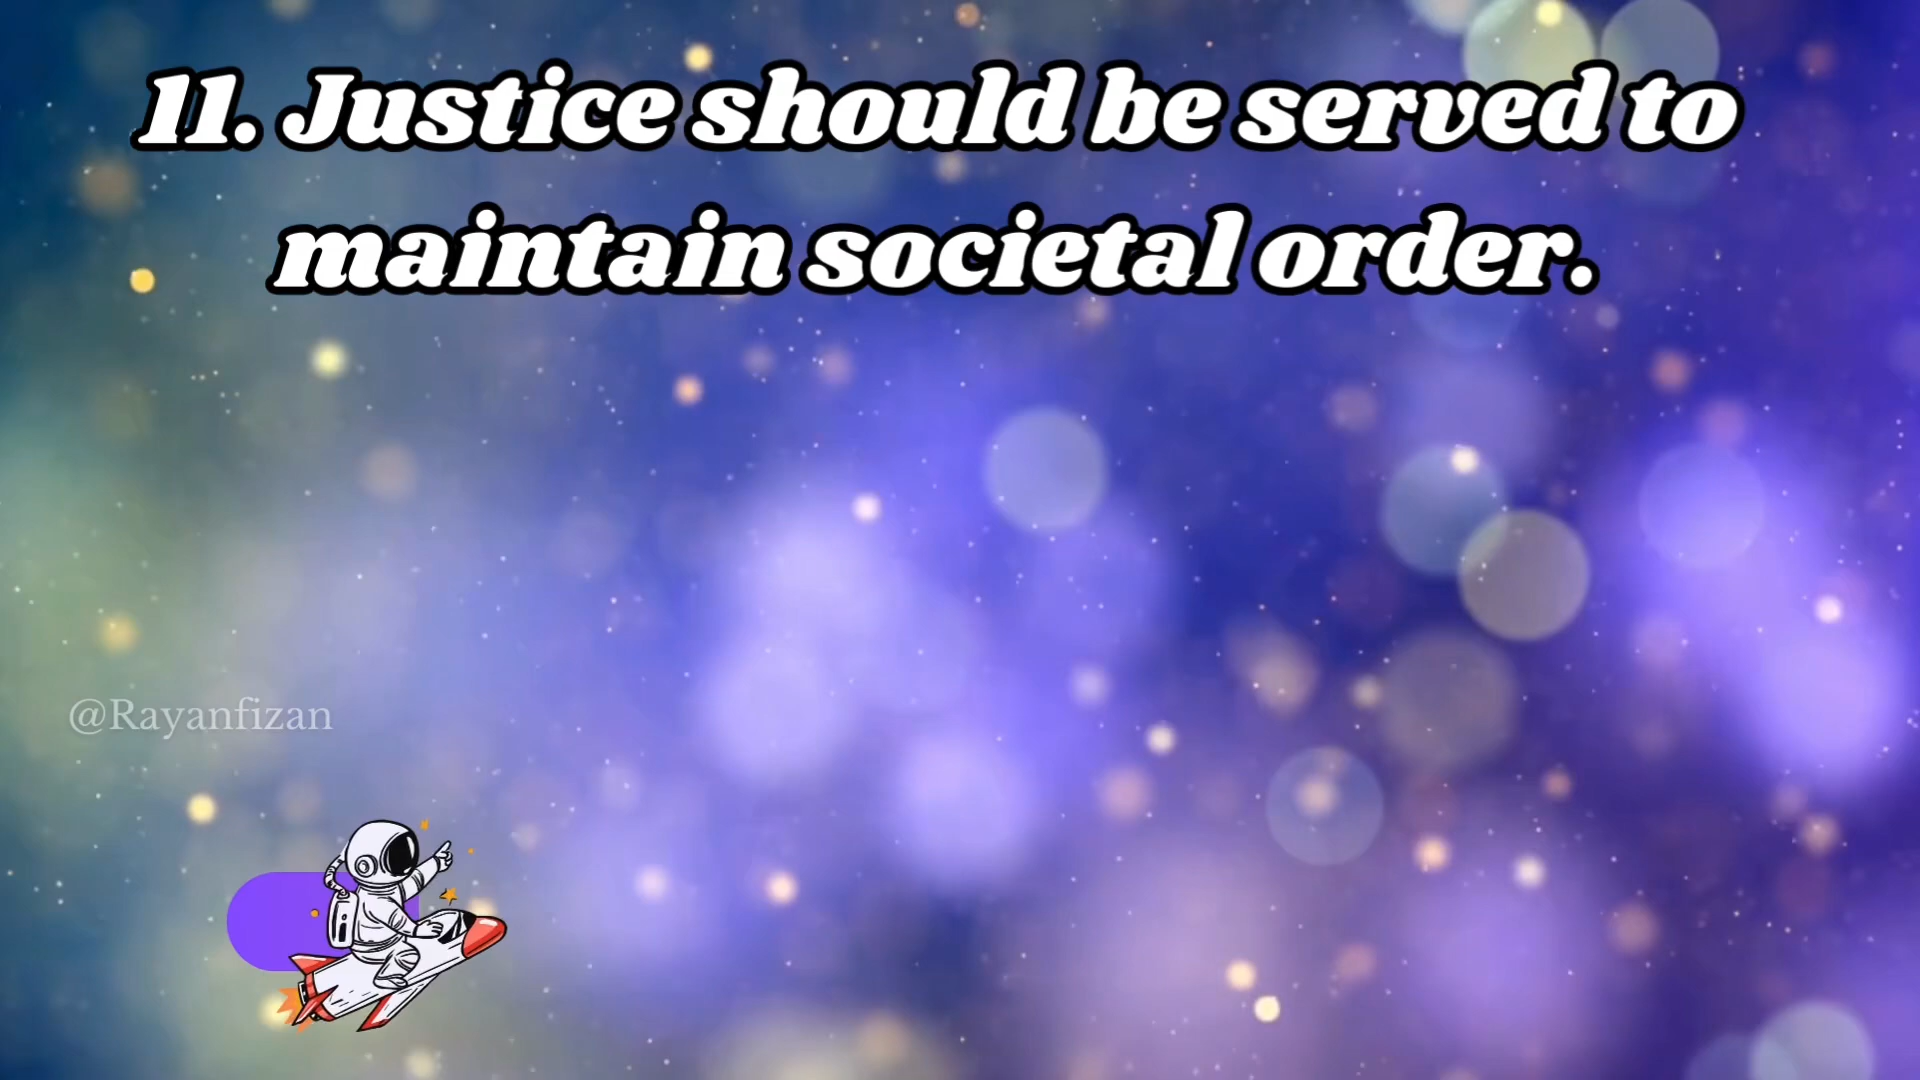 11. Justice should be served to
maintain societal order.
@Rayanfizan